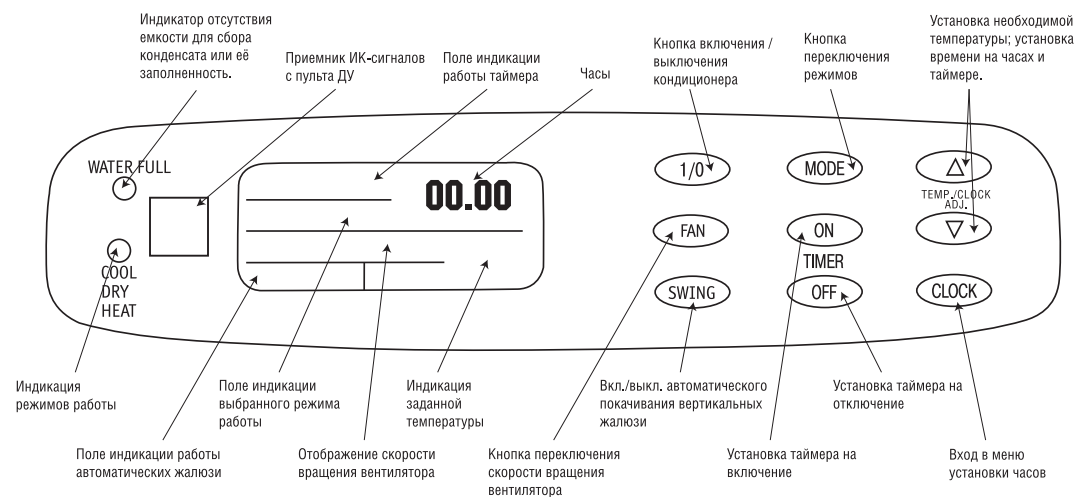 Индикатор отсутствия
емкости для сбора
конденсата или её
заполненность.
Приемник ИК-сигналов
с пульта ДУ
Поле индикации
работы таймера
Часы
Кнопка включения /
выключения
кондиционера
Кнопка
переключения
режимов
Установка необходимой
температуры; установка
времени на часах и
таймере.
WATER FULL
00.00
1/0
MODE
TEMP./CLOCK
ADJ.
FAN
ON
TIMER
COOL
DRY
HEAT
SWING
OFF
CLOCK
Индикация
режимов работы
Поле индикации
выбранного режима
работы
Индикация
заданной
температуры
Вкл./выкл. автоматического
покачивания вертикальных
жалюзи
Установка таймера на
отключение
Поле индикации работы
автоматических жалюзи
Отображение скорости
вращения вентилятора
Кнопка переключения
скорости вращения
вентилятора
Установка таймера на
включение
Вход в меню
установки часов